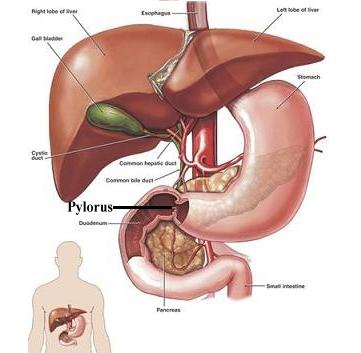 Right lobe of liver
Esophagus
Left lobe of liver
Gall bladder
Stomach
Cystic
duct
Common hepatic duct
Common bile duct
Pylorus
Duodenum
Small intestine
Pancreas